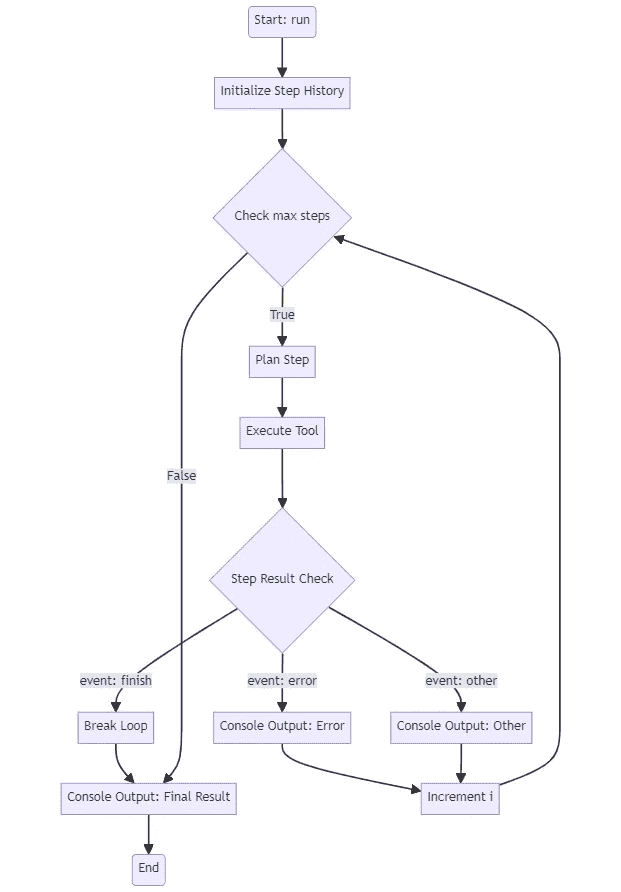 Start: run
Initialize Step History
Check max steps
True
Plan Step
Execute Tool
False
Step Result Check
event: finish
event: error
event: other
Break Loop
Console Output: Error
Console Output: Other
Console Output: Final Result
Increment i
End